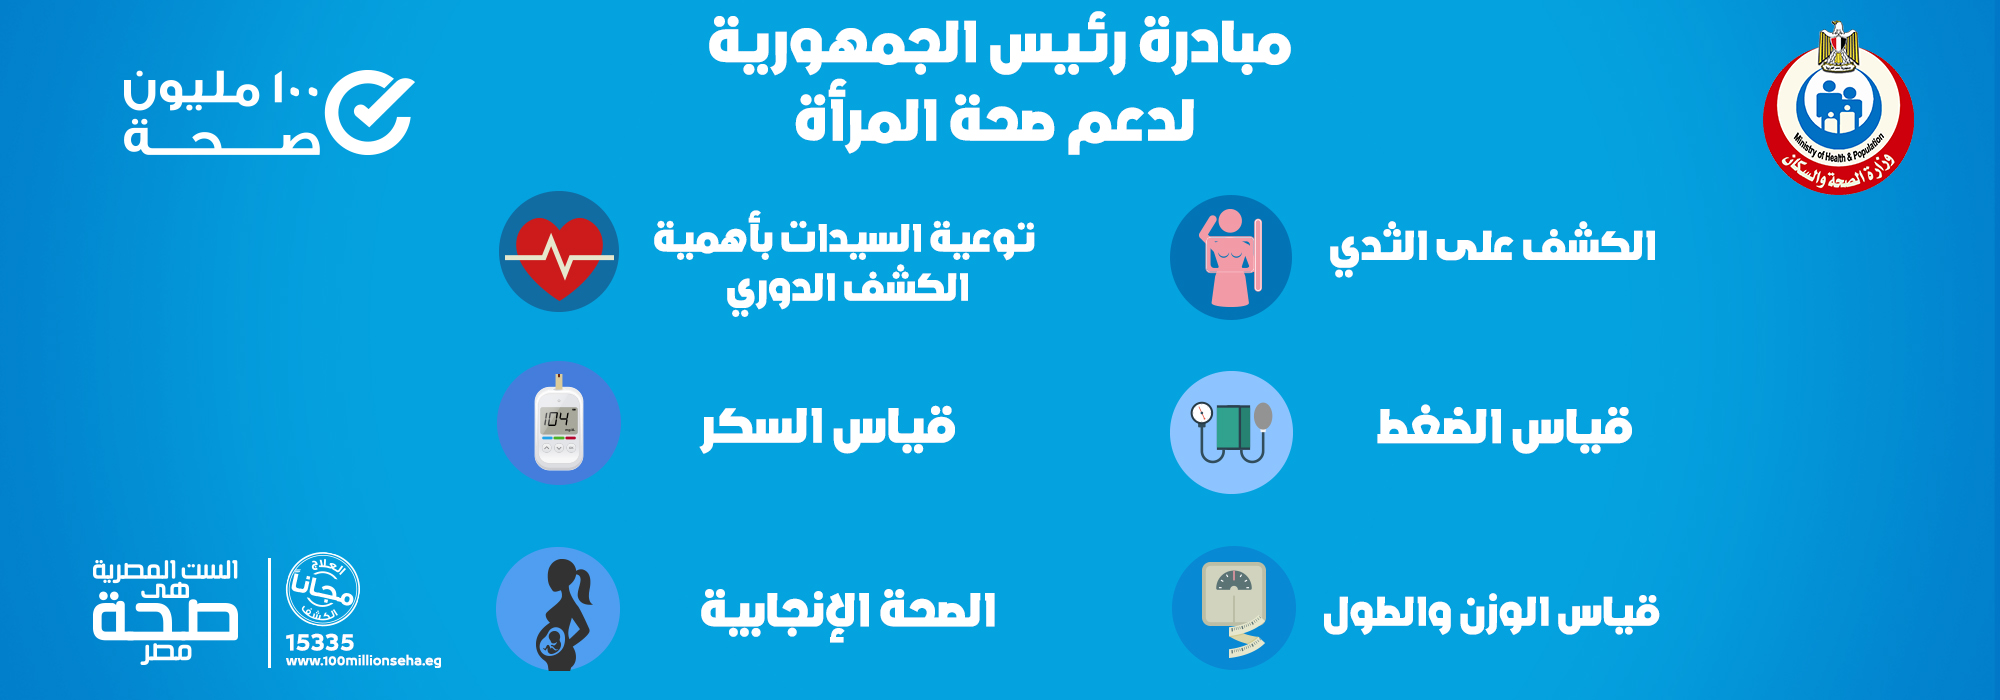 مبادرة رئيس الجمهورية
لدعم صحة المرأة
١٠٠ مليون
صحة
Ministry of Health & Population
وزارة الصحة والسكان
الكشف على الثدي
توعية السيدات بأهمية
الكشف الدوري
قياس الضغط
قياس السكر
104
قياس الوزن والطول
الصحة الإنجابية
العلاج
مجاناً
الكشف
15335
www.100millionseha.eg
الست المصرية
هى
صحة
مصر